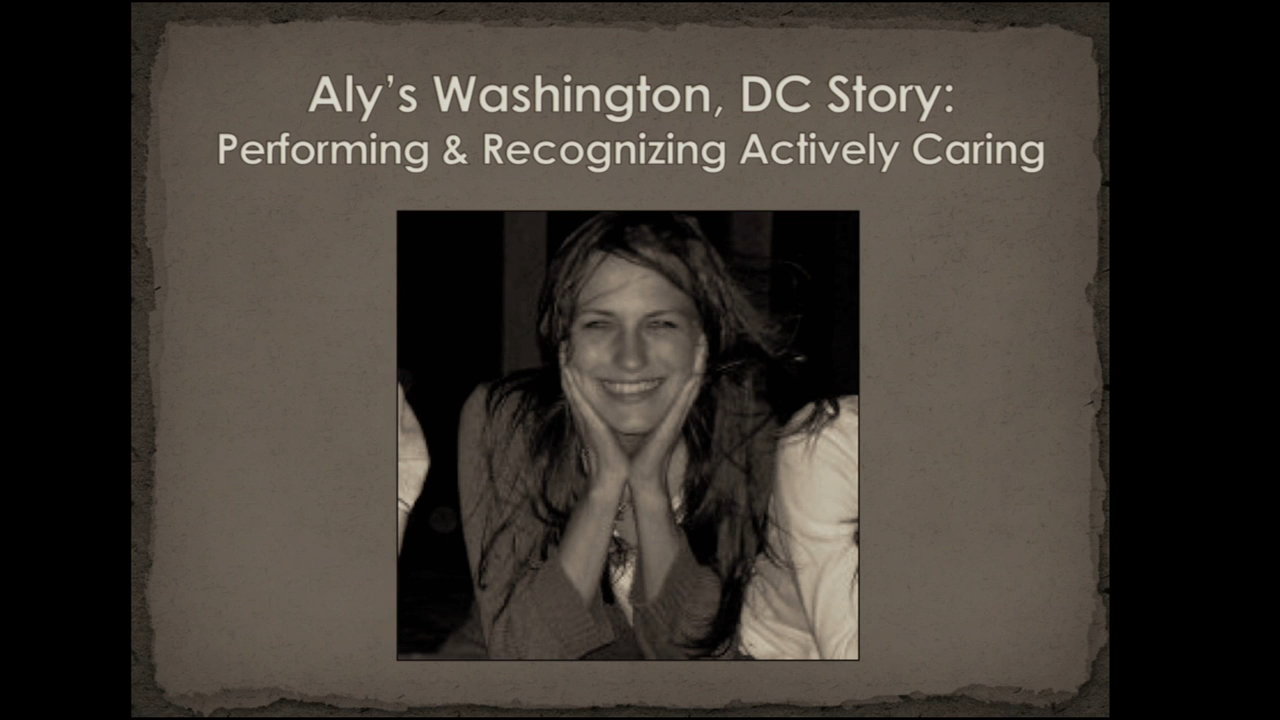 Aly’s Washington, DC Story:
Performing & Recognizing Actively Caring